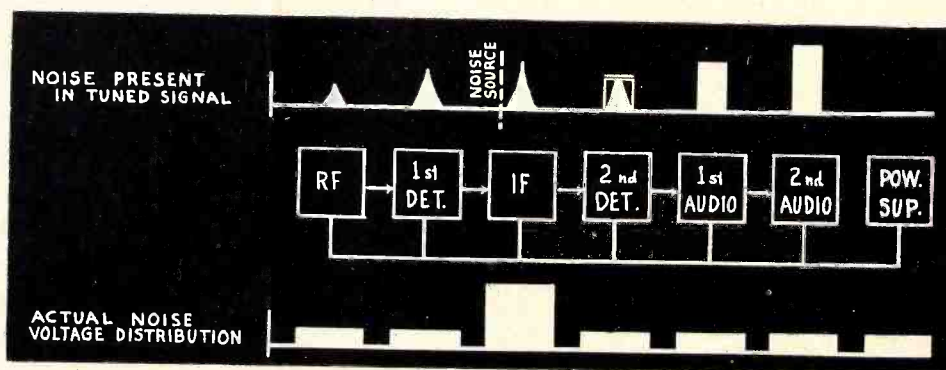 NOISE PRESENT
IN TUNED SIGNAL
NOISE
SOURCE
RF
1st
DET.
IF
2nd
DET.
1st
AUDIO
2nd
AUDIO
POW.
SUP.
ACTUAL NOISE
VOLTAGE DISTRIBUTION